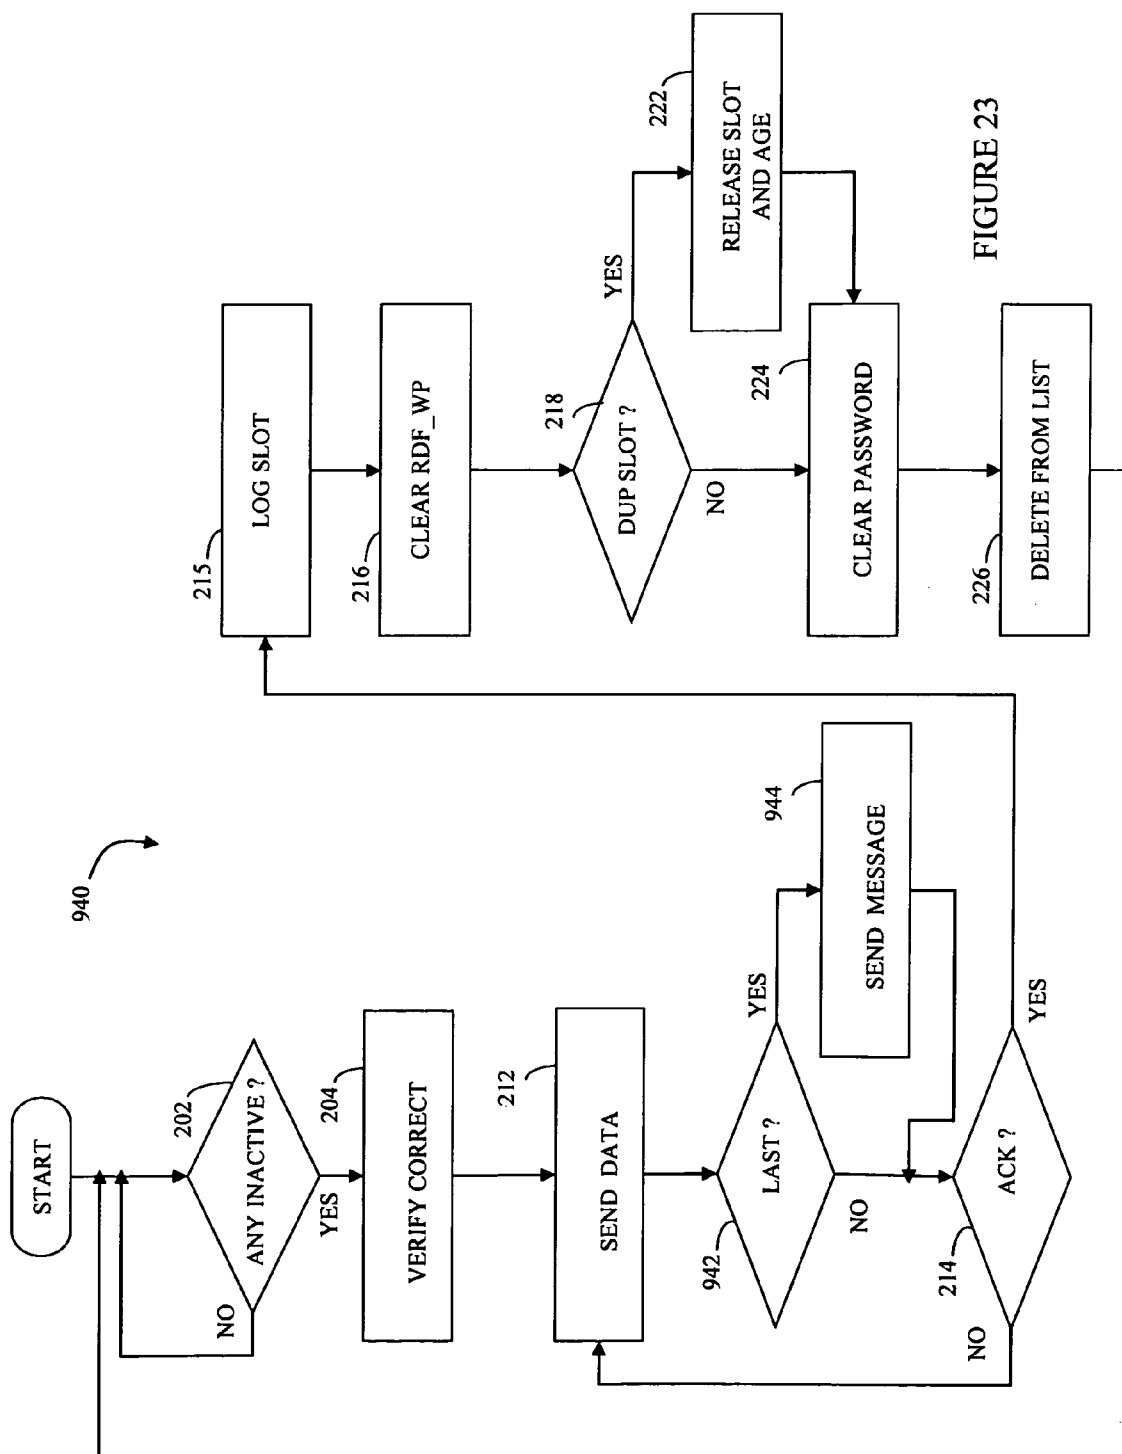 940
START
202
ANY INACTIVE ?
NO
YES
204
VERIFY CORRECT
212
SEND DATA
942
LAST ?
YES
NO
944
SEND MESSAGE
214
ACK ?
NO
YES
215
LOG SLOT
216
CLEAR RDF_WP
218
DUP SLOT ?
YES
NO
222
RELEASE SLOT
AND AGE
224
CLEAR PASSWORD
226
DELETE FROM LIST
FIGURE 23